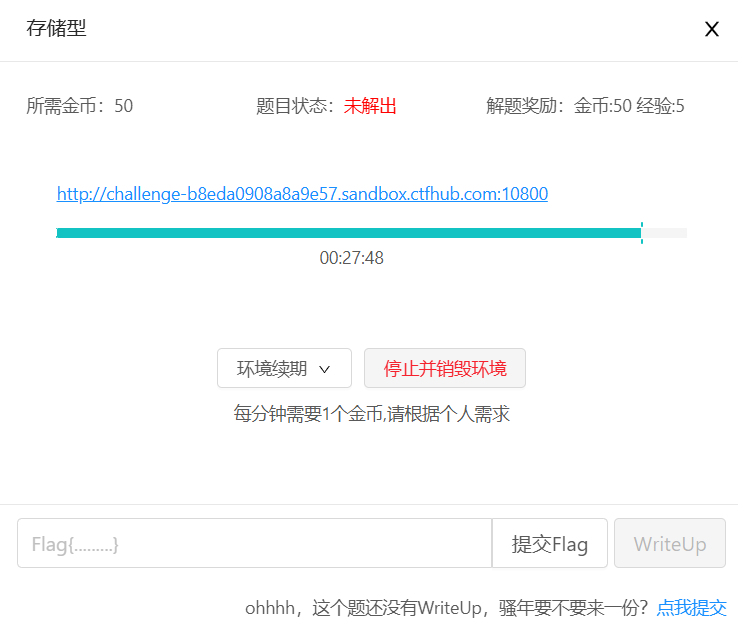 存储型
X
所需金币：50 题目状态：未解出 解题奖励：金币:50 经验:5
http://challenge-b8eda0908a8a9e57.sandbox.ctfhub.com:10800
00:27:48
环境续期 停止并销毁环境
每分钟需要1个金币,请根据个人需求
Flag{.........} 提交Flag WriteUp
ohhhh，这个题还没有WriteUp，骚年要不要来一份？点我提交